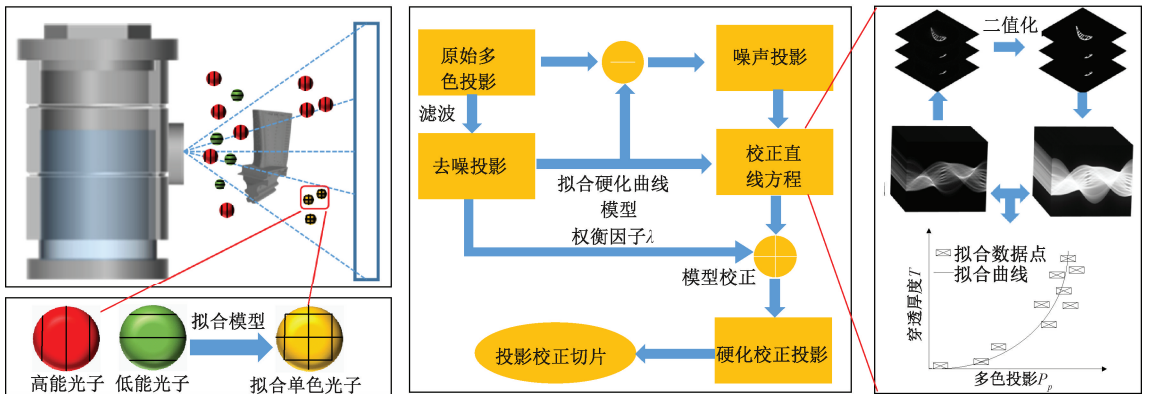 拟合模型
高能光子
低能光子
拟合单色光子
原始多
色投影
噪声投影
滤波
去噪投影
校正直
线方程
拟合硬化曲线
模型
权衡因子λ
模型校正
投影校正切片
硬化校正投影
二值化
拟合数据点
拟合曲线
穿透厚度T
多色投影Pp